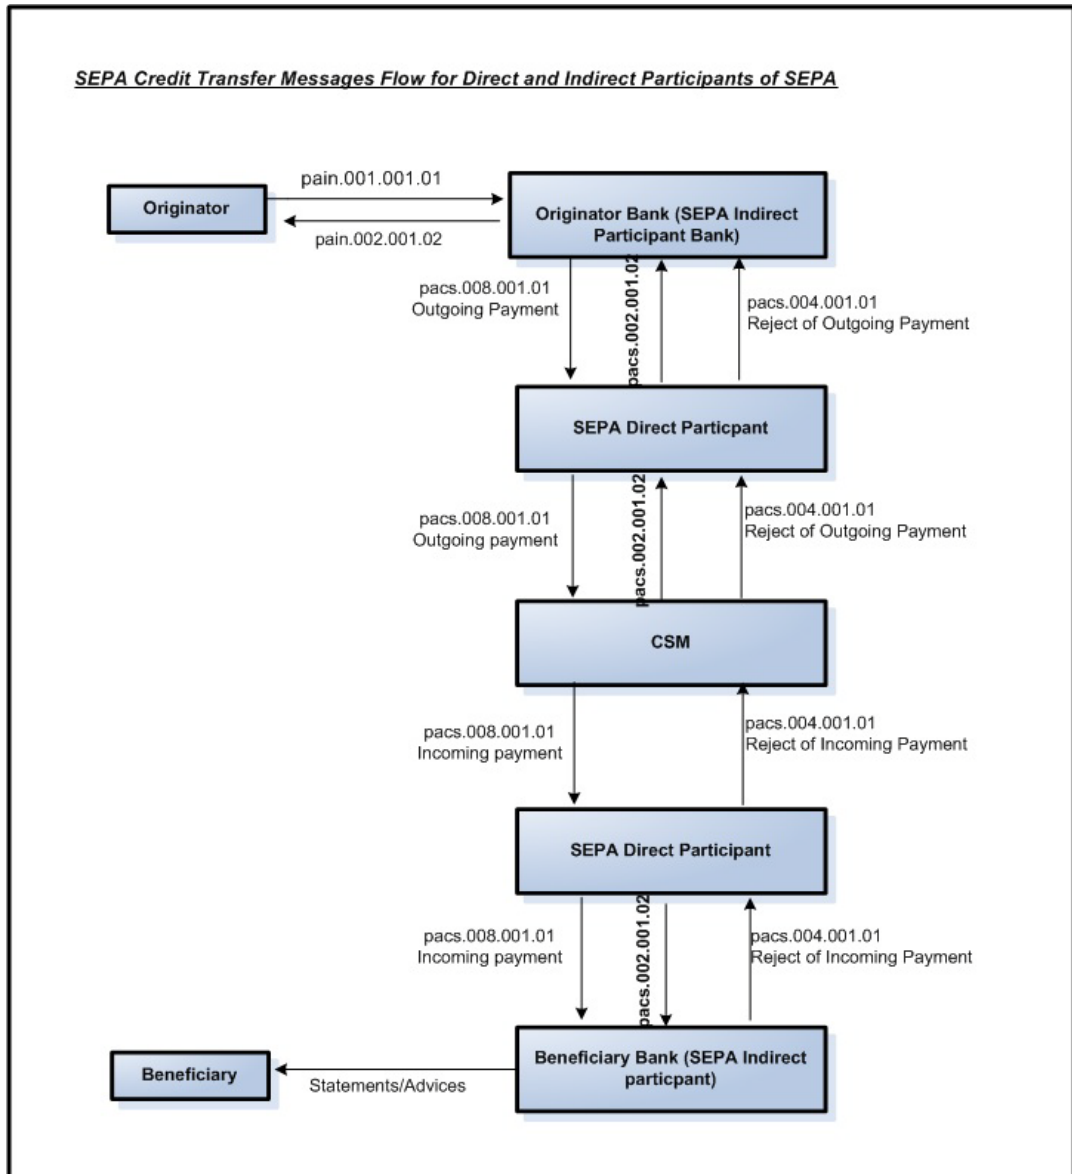 SEPA Credit Transfer Messages Flow for Direct and Indirect Participants of SEPA
pain.001.001.01
Originator
Originator Bank (SEPA Indirect
Participant Bank)
pain.002.001.02
pacs.008.001.01
Outgoing Payment
pacs.002.001.02
pacs.004.001.01
Reject of Outgoing Payment
SEPA Direct Particpant
pacs.008.001.01
Outgoing payment
pacs.002.001.02
pacs.004.001.01
Reject of Outgoing Payment
CSM
pacs.008.001.01
Incoming payment
pacs.004.001.01
Reject of Incoming Payment
SEPA Direct Participant
pacs.008.001.01
Incoming payment
pacs.002.001.02
pacs.004.001.01
Reject of Incoming Payment
Beneficiary Bank (SEPA Indirect
particpant)
Beneficiary
Statements/Advices